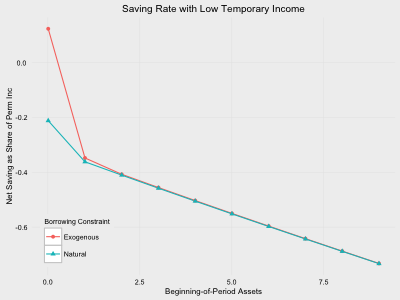 Saving Rate with Low Temporary Income
Net Saving as Share of Perm Inc
0.0
-0.2
-0.4
-0.6
Borrowing Constraint
Exogenous
Natural
0.0 2.5 5.0 7.5
Beginning-of-Period Assets